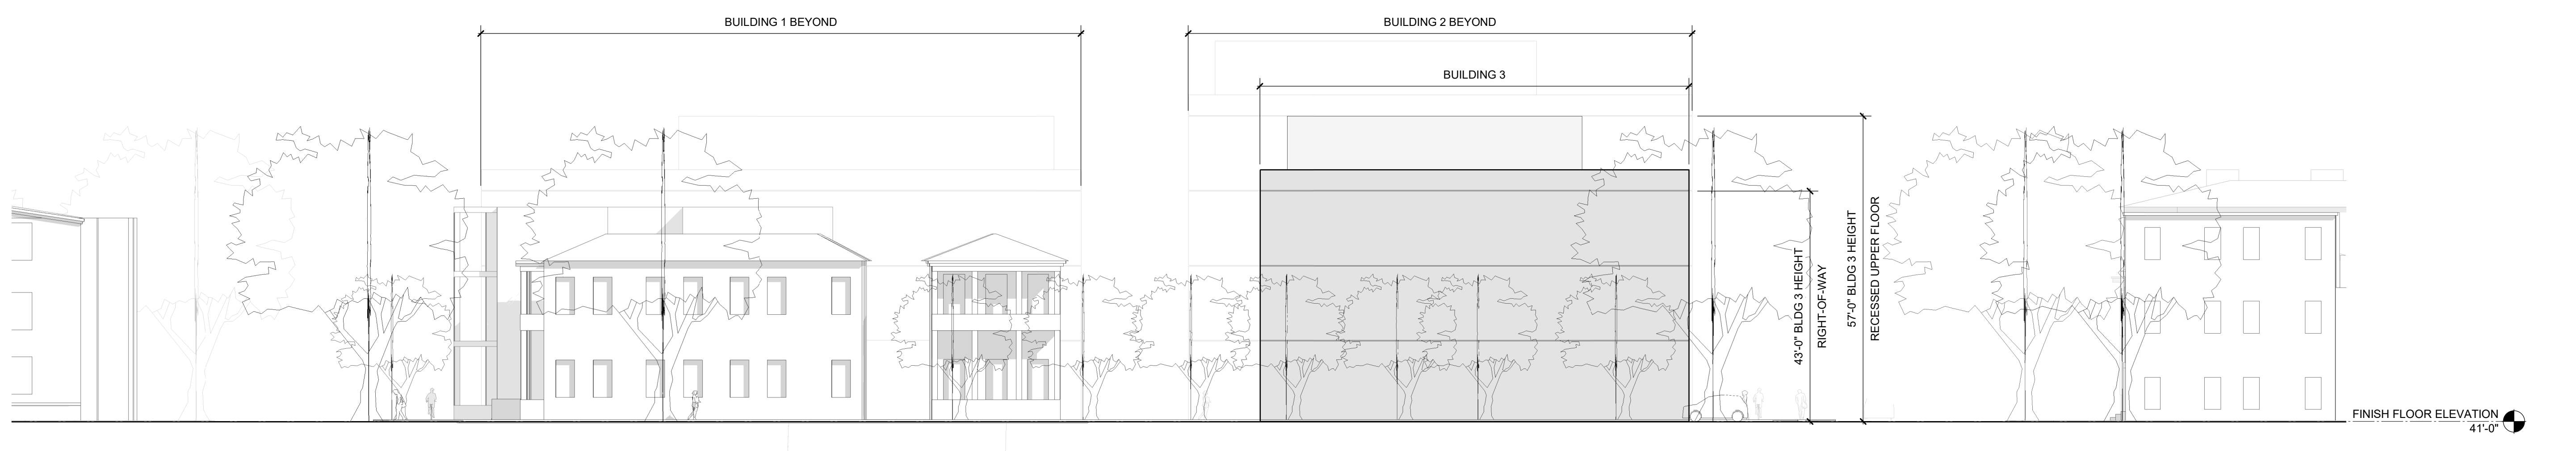 BUILDING 1 BEYOND
BUILDING 2 BEYOND
BUILDING 3
43'-0" BLDG 3 HEIGHT
RIGHT-OF-WAY
57'-0" BLDG 3 HEIGHT
RECESSED UPPER FLOOR
FINISH FLOOR ELEVATION
41'-0"